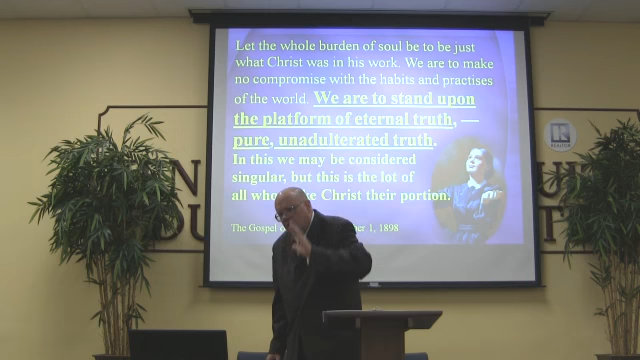 Let the whole burden of soul be to be just
what Christ was in his work. We are to make
no compromise with the habits and practises
of the world. We are to stand upon
the platform of eternal truth, —
pure, unadulterated truth.
In this we may be considered
singular, but this is the lot of
all who take Christ their portion.
The Gospel 1, 1898
REALTOR